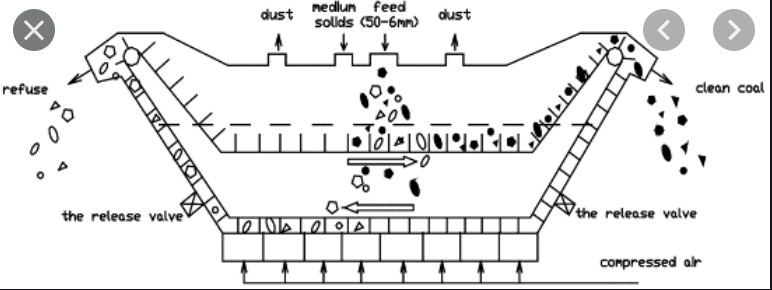 dust
medium
solids
feed
(50-6mm)
dust
refuse
clean coal
the release valve
the release valve
compressed air